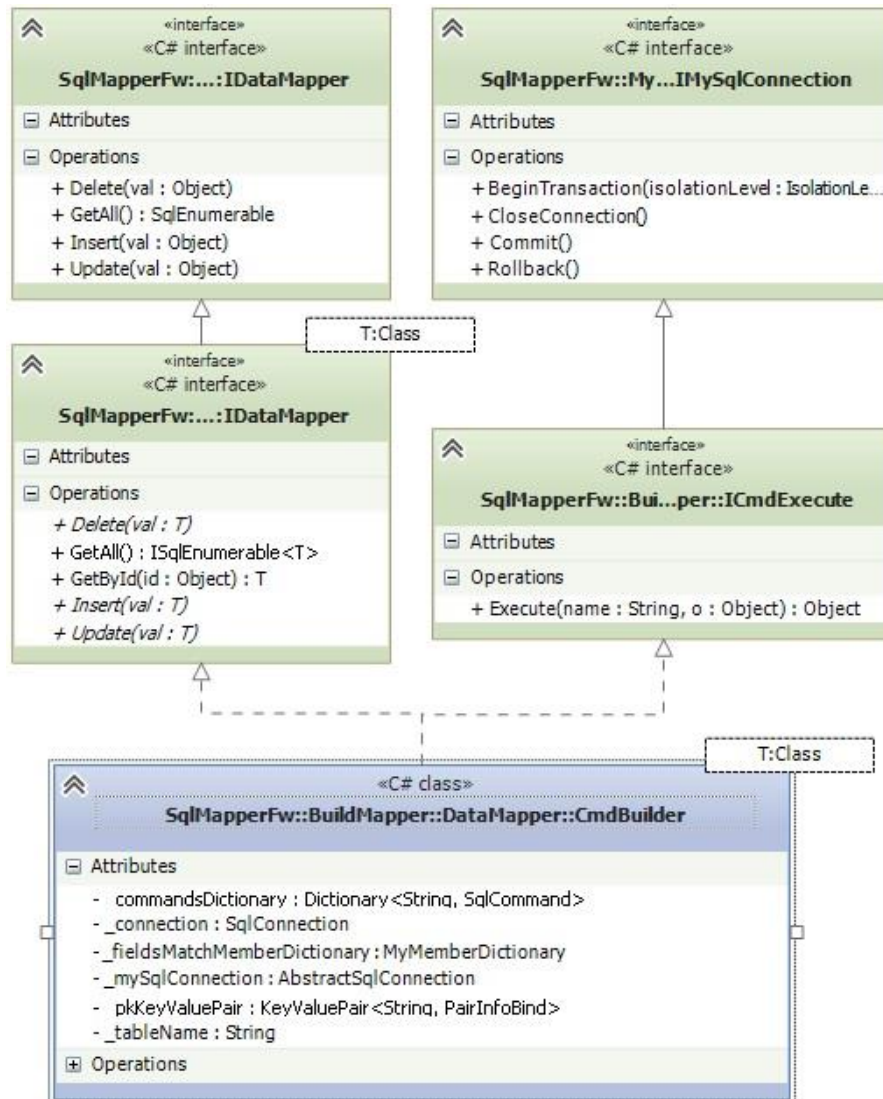 «interface»
«C# interface»
SqlMapperFw:...:IDataMapper
Attributes
Operations
+ Delete(val : Object)
+ GetAll() : SqlEnumerable
+ Insert(val : Object)
+ Update(val : Object)
«interface»
«C# interface»
SqlMapperFw::My...IMySqlConnection
Attributes
Operations
+ BeginTransaction(isolationLevel : IsolationLe...
+ CloseConnection()
+ Commit()
+ Rollback()
T:Class
«interface»
«C# interface»
SqlMapperFw:...:IDataMapper
Attributes
Operations
+ Delete(val : T)
+ GetAll() : ISqlEnumerable<T>
+ GetById(id : Object) : T
+ Insert(val : T)
+ Update(val : T)
«interface»
«C# interface»
SqlMapperFw::Bui...per::ICmdExecute
Attributes
Operations
+ Execute(name : String, o : Object) : Object
T:Class
«C# class»
SqlMapperFw::BuildMapper::DataMapper::CmdBuilder
Attributes
- _commandsDictionary : Dictionary<String, SqlCommand>
- _connection : SqlConnection
- _fieldsMatchMemberDictionary : MyMemberDictionary
- _mySqlConnection : AbstractSqlConnection
- _pkKeyValuePair : KeyValuePair<String, PairInfoBind>
- _tableName : String
Operations